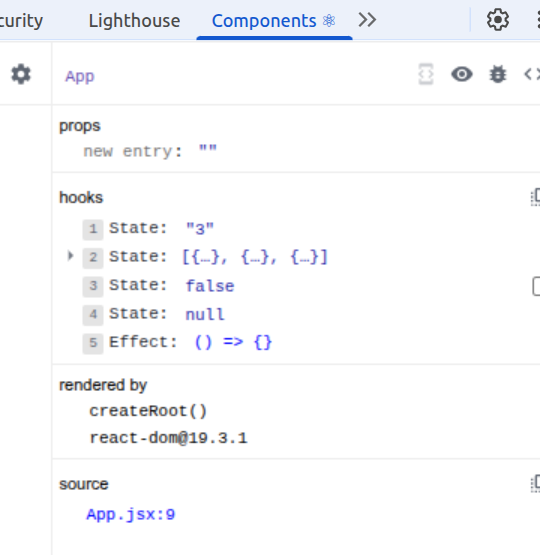 curity Lighthouse Components
App
props
new entry: ""
hooks
1 State: "3"
2 State: [{…}, {…}, {…}]
3 State: false
4 State: null
5 Effect: () => {}
rendered by
createRoot()
react-dom@19.3.1
source
App.jsx:9